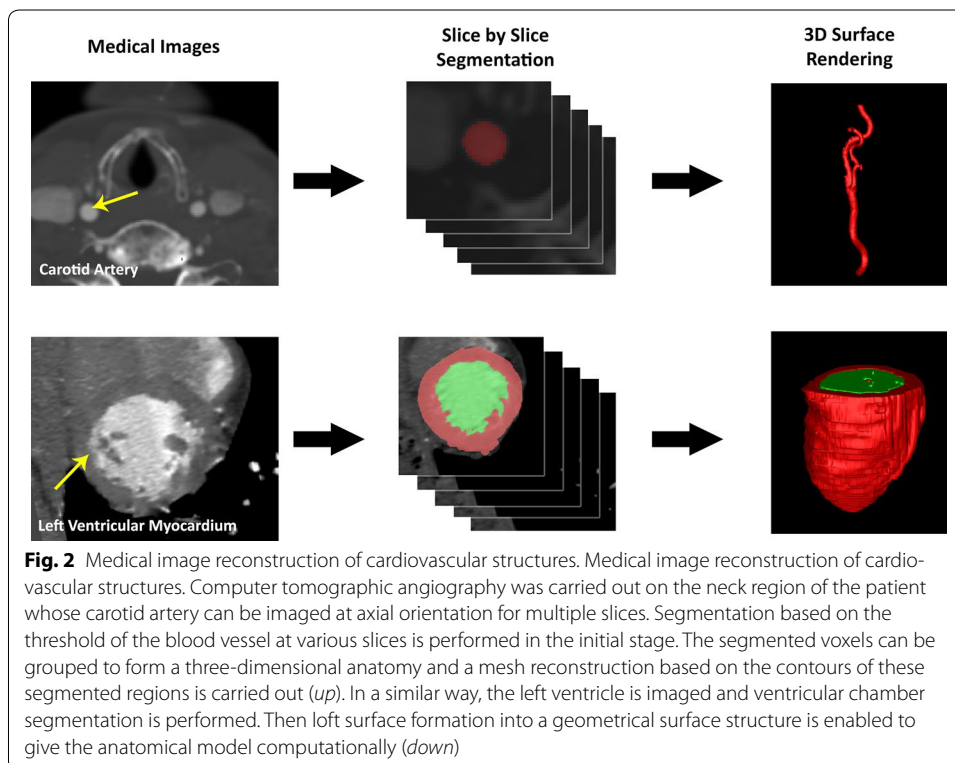 Medical Images
Slice by Slice
Segmentation
3D Surface
Rendering
Carotid Artery
Left Ventricular Myocardium
Fig. 2 Medical image reconstruction of cardiovascular structures. Medical image reconstruction of cardio-
vascular structures. Computer tomographic angiography was carried out on the neck region of the patient
whose carotid artery can be imaged at axial orientation for multiple slices. Segmentation based on the
threshold of the blood vessel at various slices is performed in the initial stage. The segmented voxels can be
grouped to form a three-dimensional anatomy and a mesh reconstruction based on the contours of these
segmented regions is carried out (up). In a similar way, the left ventricle is imaged and ventricular chamber
segmentation is performed. Then loft surface formation into a geometrical surface structure is enabled to
give the anatomical model computationally (down)